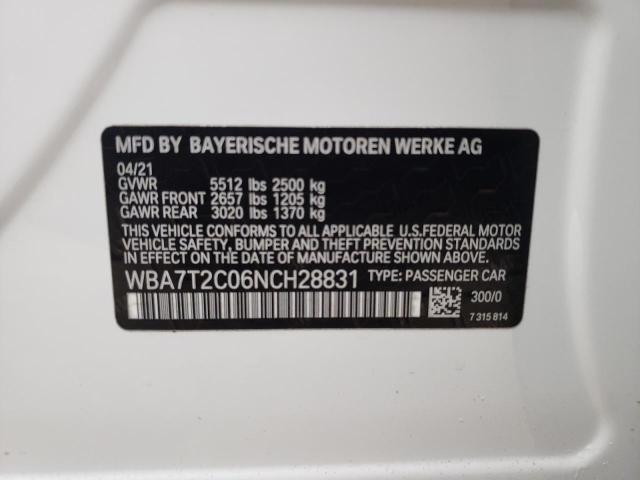 MFD BY BAYERISCHE MOTOREN WERKE AG
04/21
GVWR 5512 lbs 2500 kg
GAWR FRONT 2657 lbs 1205 kg
GAWR REAR 3020 lbs 1370 kg
THIS VEHICLE CONFORMS TO ALL APPLICABLE U.S.FEDERAL MOTOR
VEHICLE SAFETY, BUMPER AND THEFT PREVENTION STANDARDS
IN EFFECT ON THE DATE OF MANUFACTURE SHOWN ABOVE.
WBA7T2C06NCH28831 TYPE: PASSENGER CAR
300/0
7 315 814